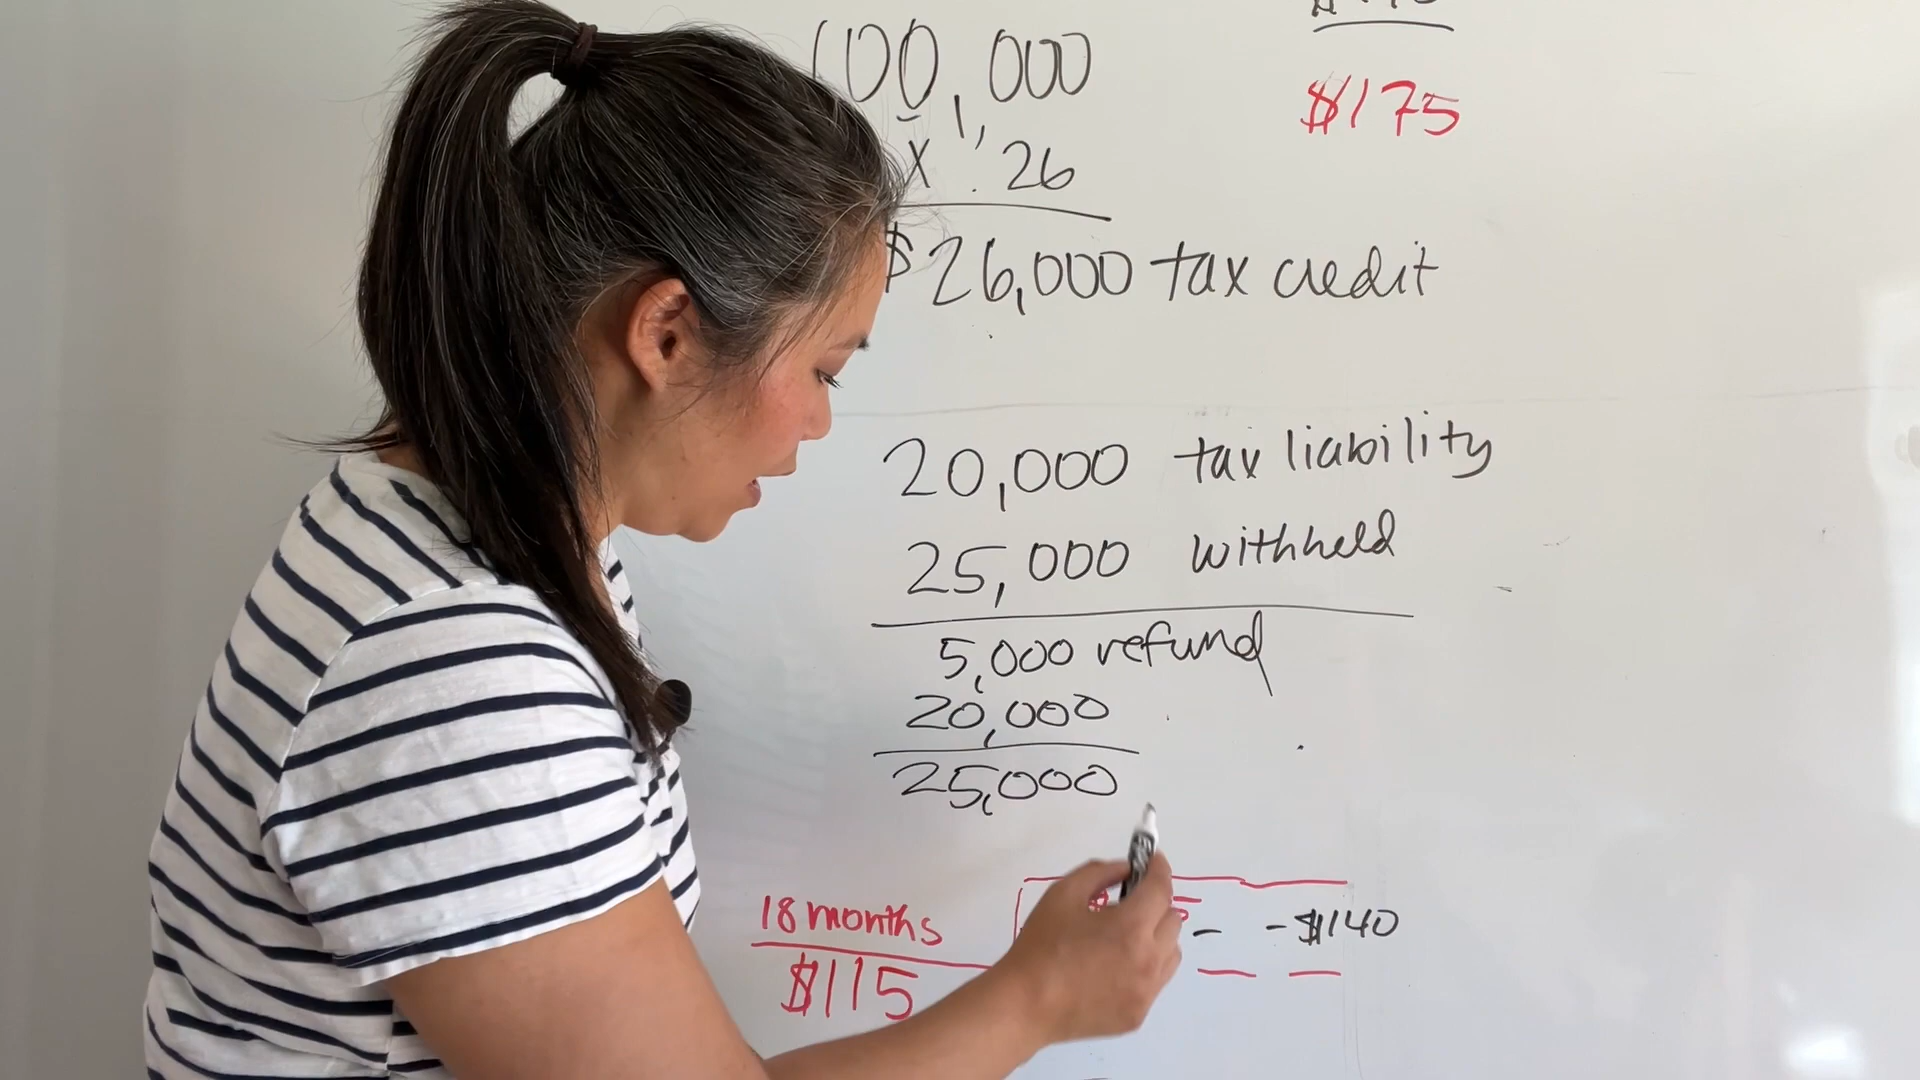 100,000
$175
x .26
$26,000 tax credit
20,000 tax liability
25,000 withheld
5,000 refund
20,000
25,000
18 months
- -$140
$115